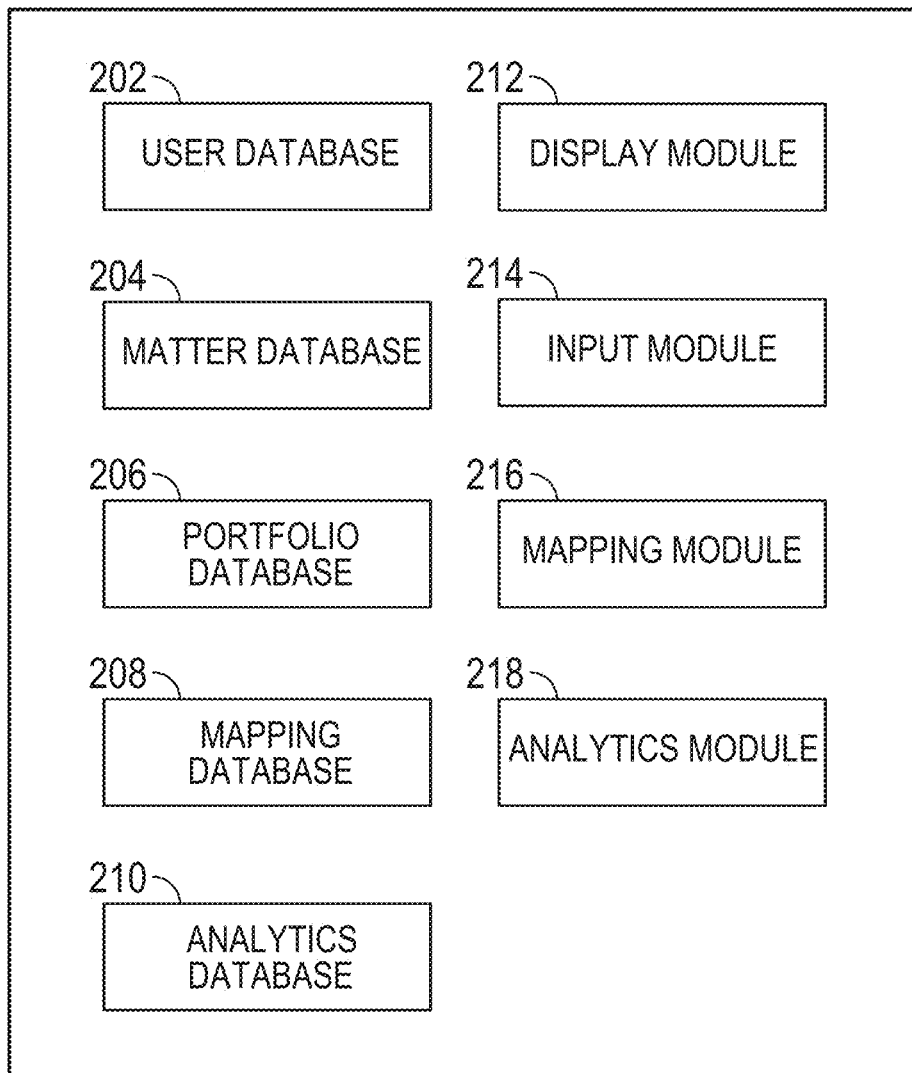 202
USER DATABASE
212
DISPLAY MODULE
204
MATTER DATABASE
214
INPUT MODULE
206
PORTFOLIO
DATABASE
216
MAPPING MODULE
208
MAPPING
DATABASE
218
ANALYTICS MODULE
210
ANALYTICS
DATABASE